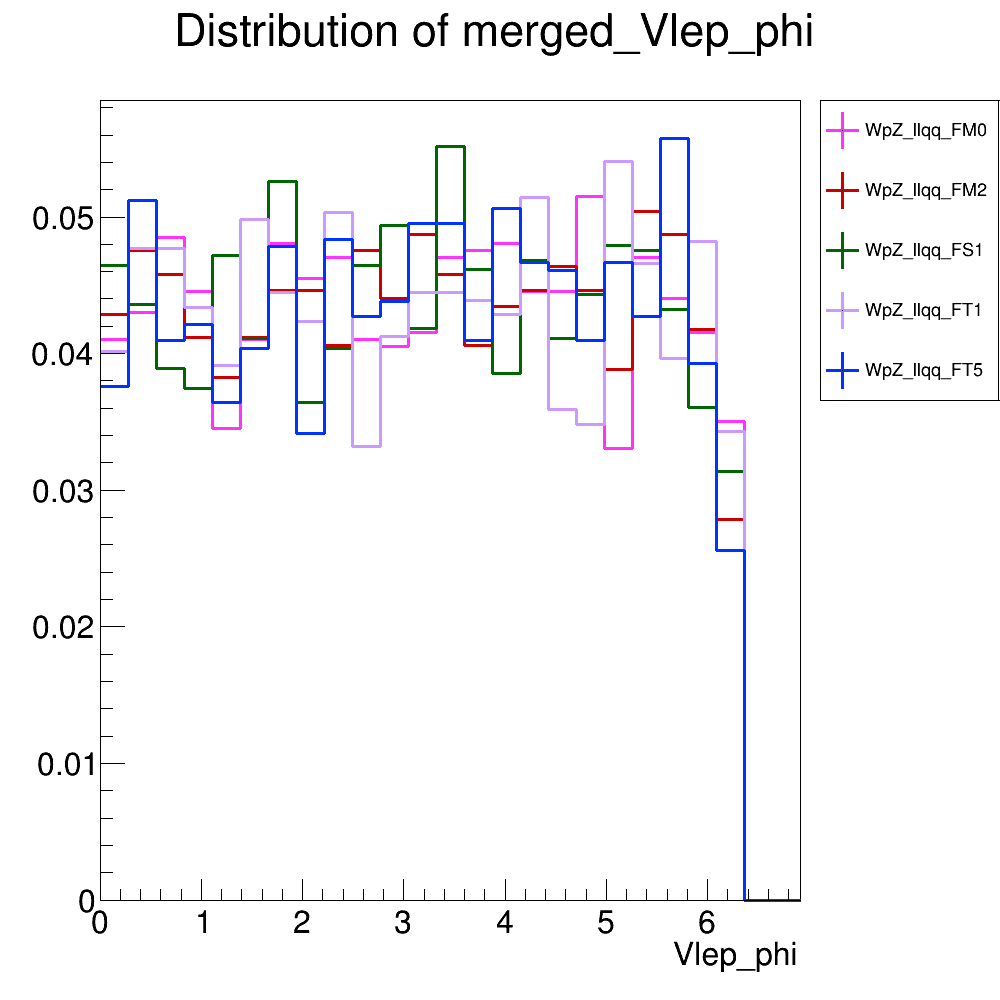 Distribution of merged_Vlep_phi
WpZ_llqq_FM0
WpZ_llqq_FM2
WpZ_llqq_FS1
WpZ_llqq_FT1
WpZ_llqq_FT5
0.05
0.04
0.03
0.02
0.01
0
0 1 2 3 4 5 6
Vlep_phi